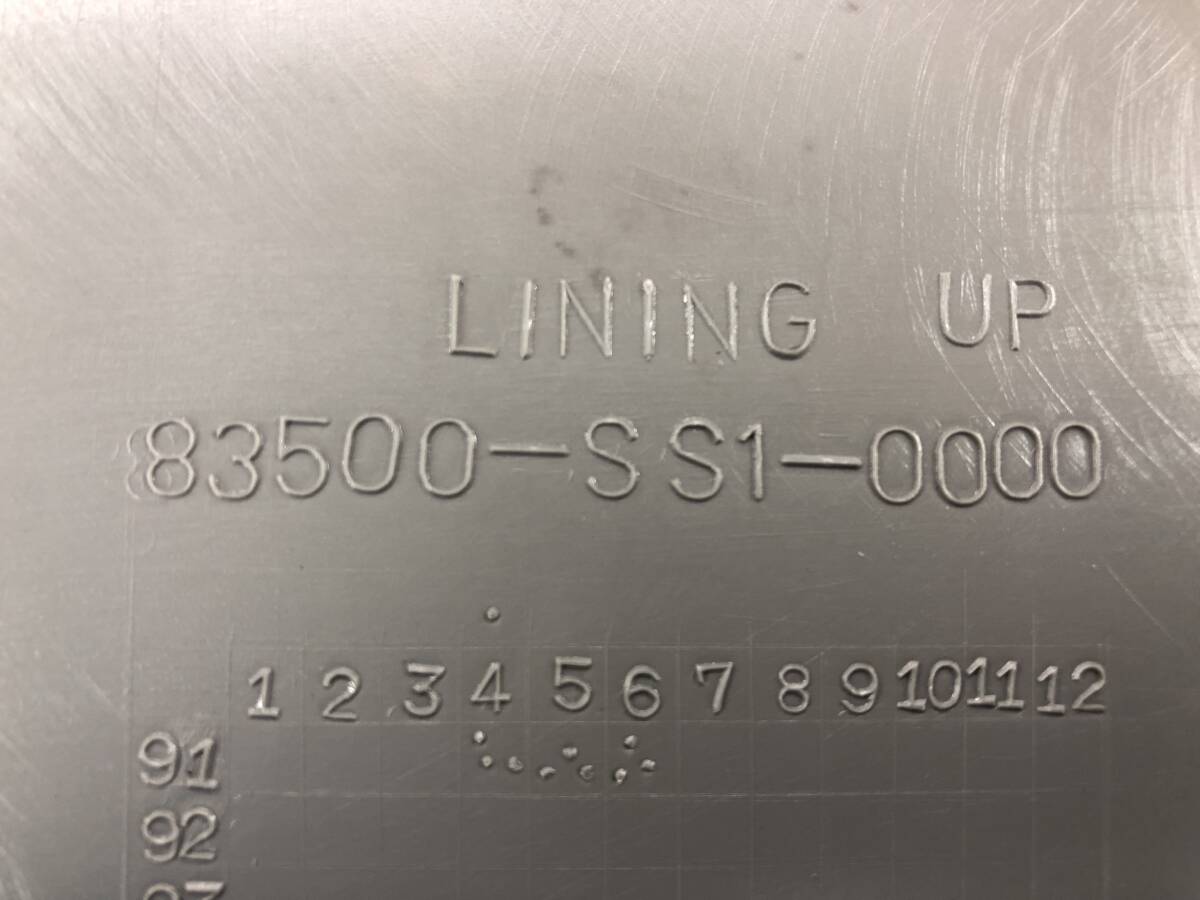 LINING UP
83500-SS1-0000
1 2 3 4 5 6 7 8 9 10 11 12
91
92